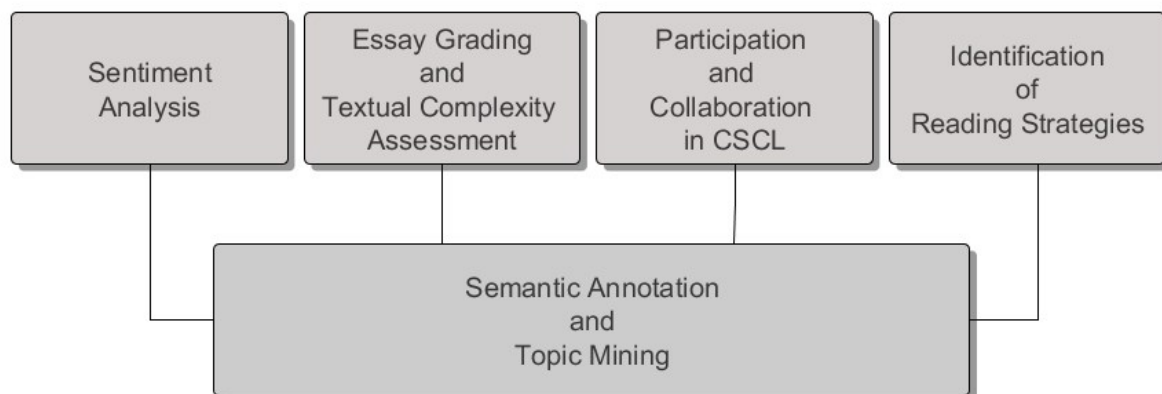 Sentiment
Analysis
Essay Grading
and
Textual Complexity
Assessment
Participation
and
Collaboration
in CSCL
Identification
of
Reading Strategies
Semantic Annotation
and
Topic Mining